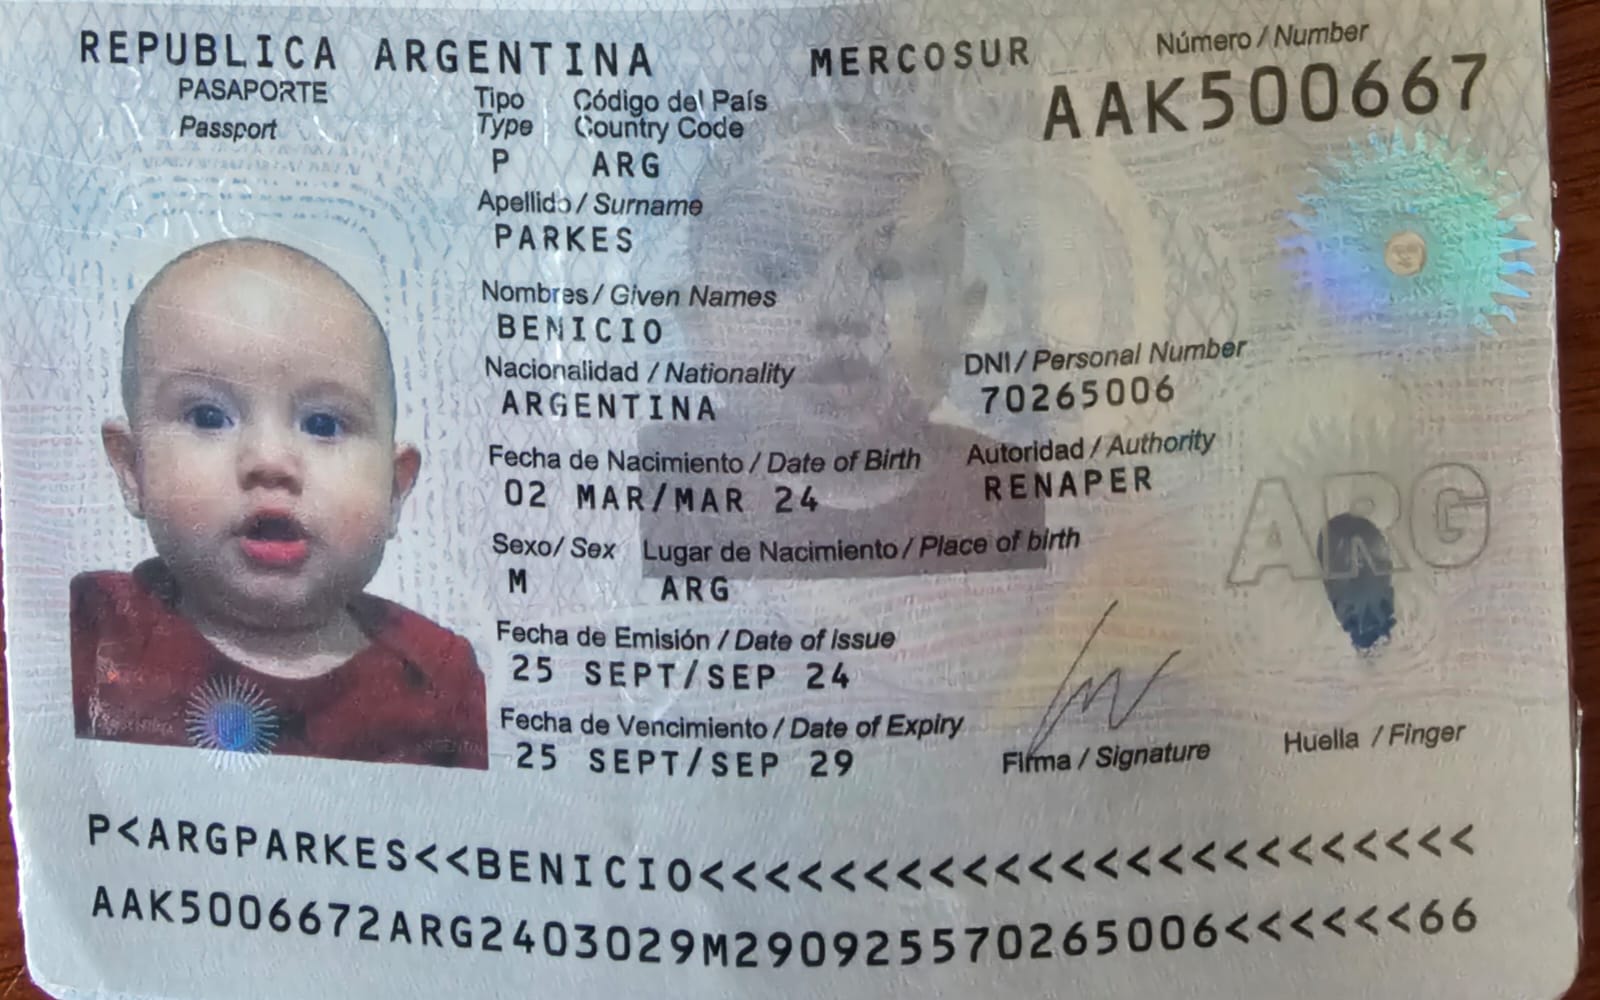 REPUBLICA ARGENTINA MERCOSUR Número / Number
PASAPORTE Tipo Código del País AAK500667
Passport Type Country Code
P ARG
Apellido / Surname
PARKES
Nombres / Given Names
BENICIO
Nacionalidad / Nationality DNI / Personal Number
ARGENTINA 70265006
Fecha de Nacimiento / Date of Birth Autoridad / Authority
02 MAR/MAR 24 RENAPER
Sexo / Sex Lugar de Nacimiento / Place of birth ARG
M ARG
Fecha de Emisión / Date of issue
25 SEPT/SEP 24
Fecha de Vencimiento / Date of Expiry Firma / Signature Huella / Finger
25 SEPT/SEP 29
P<ARGPARKES<<BENICIO<<<<<<<<<<<<<<<<<<<<<<<<
AAK5006672ARG2403029M290925570265006<<<<<<66